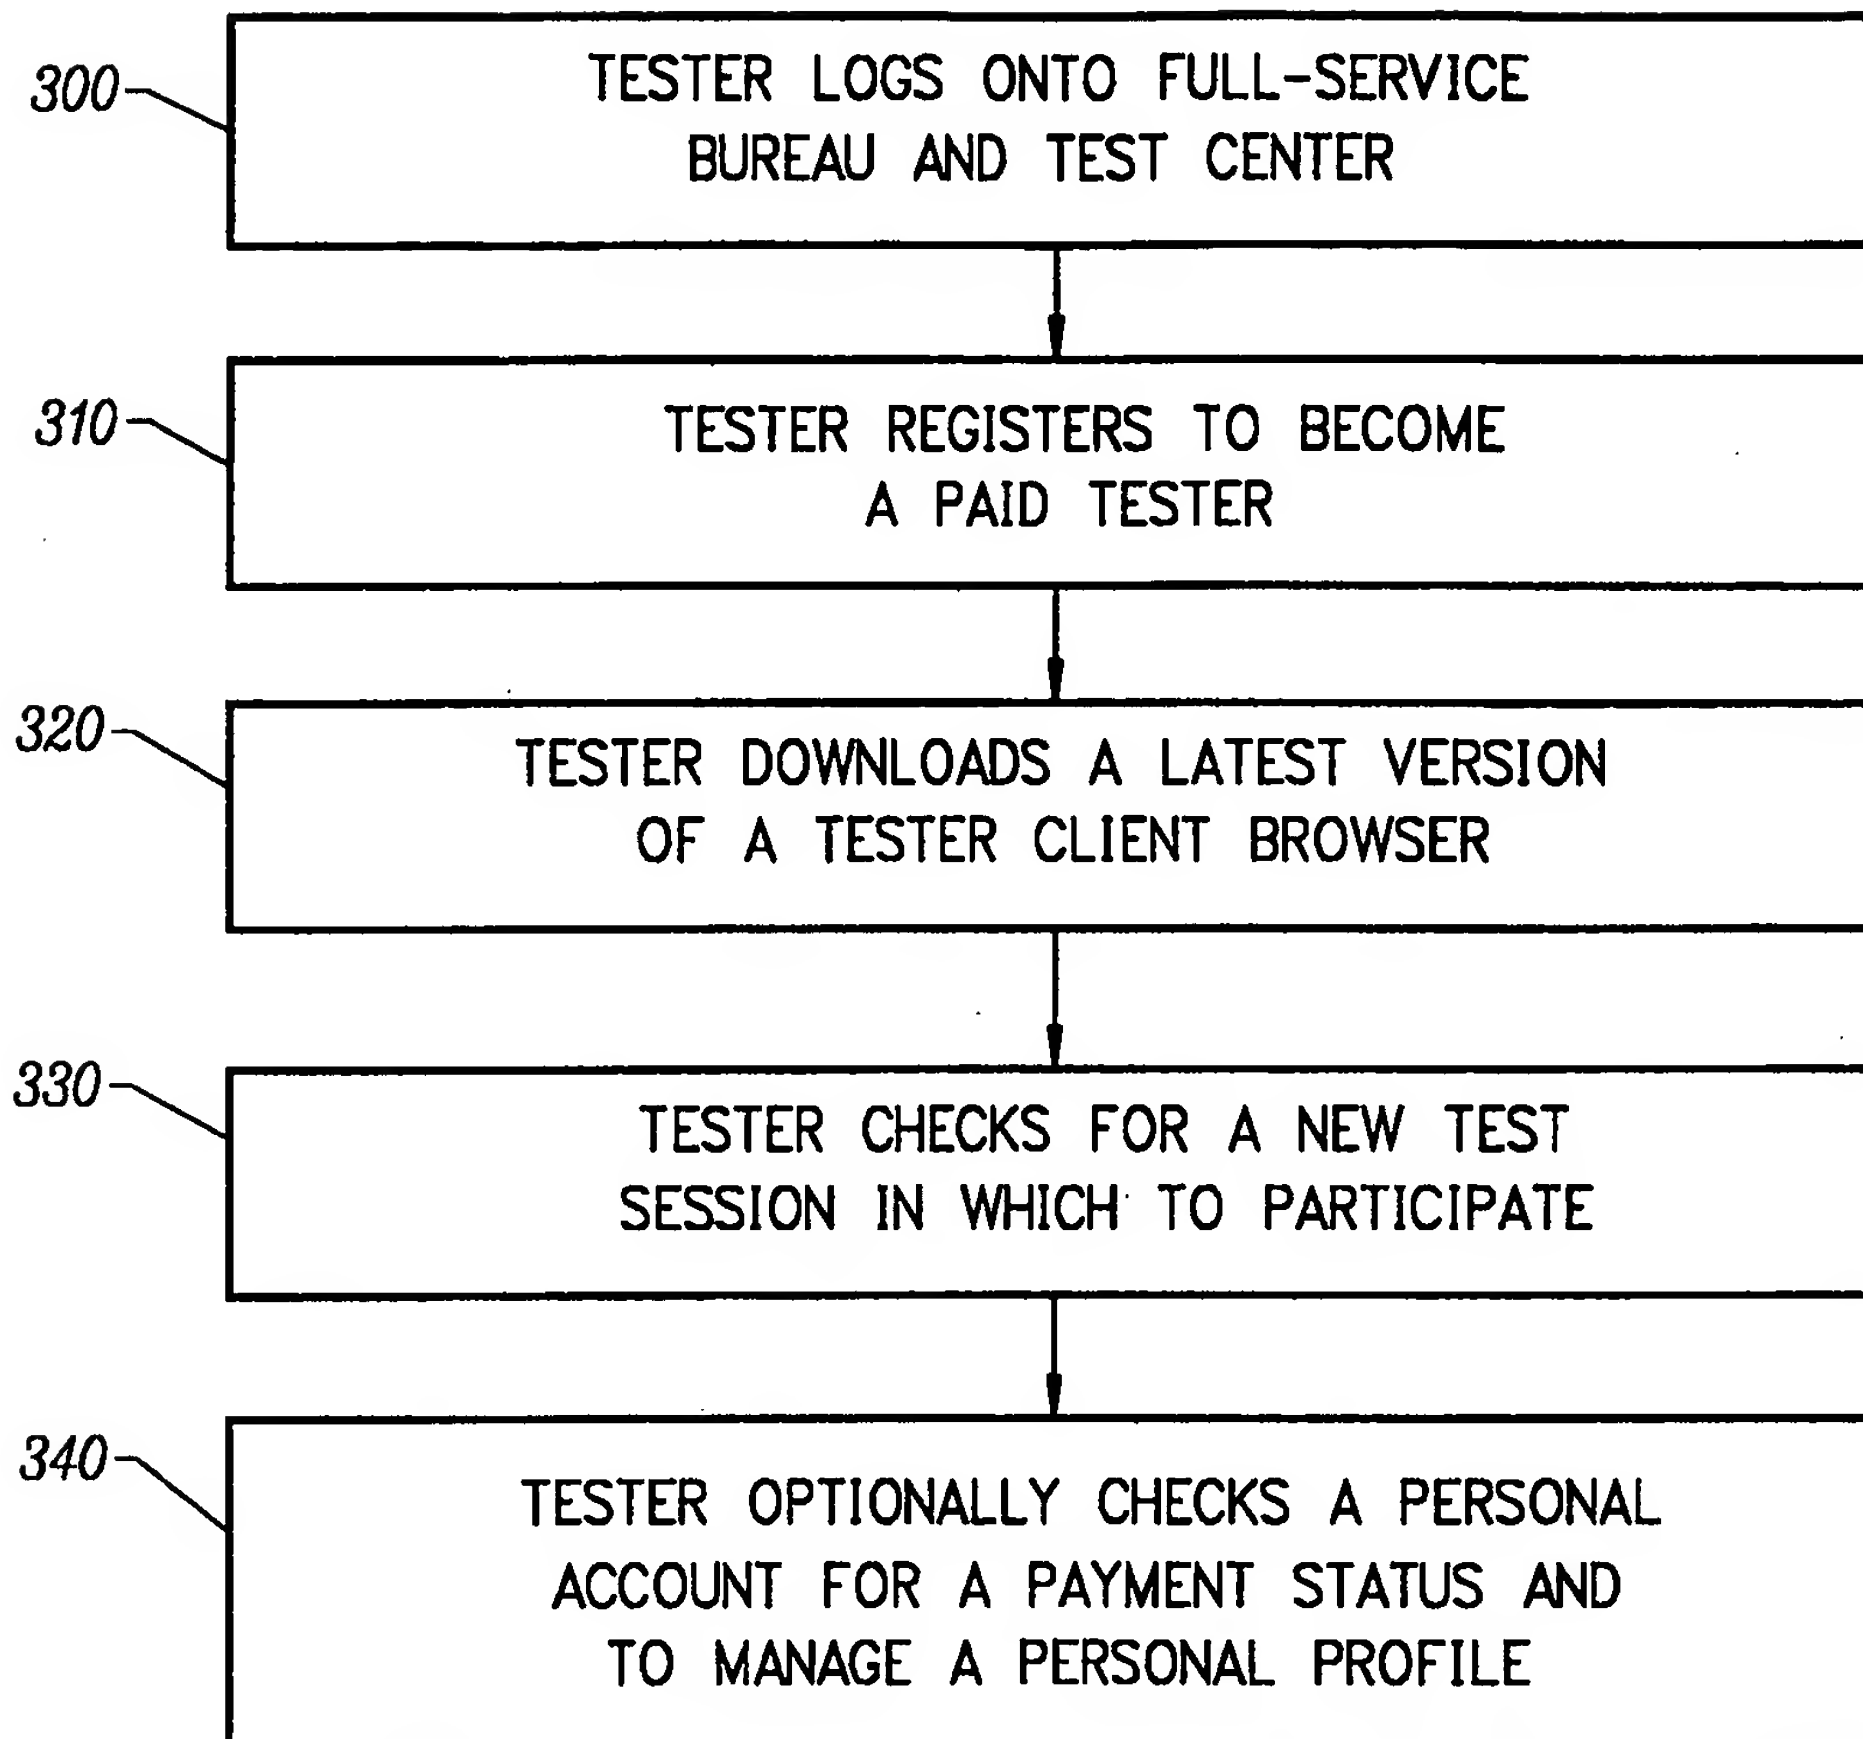 300
TESTER LOGS ONTO FULL-SERVICE
BUREAU AND TEST CENTER
310
TESTER REGISTERS TO BECOME
A PAID TESTER
320
TESTER DOWNLOADS A LATEST VERSION
OF A TESTER CLIENT BROWSER
330
TESTER CHECKS FOR A NEW TEST
SESSION IN WHICH TO PARTICIPATE
340
TESTER OPTIONALLY CHECKS A PERSONAL
ACCOUNT FOR A PAYMENT STATUS AND
TO MANAGE A PERSONAL PROFILE